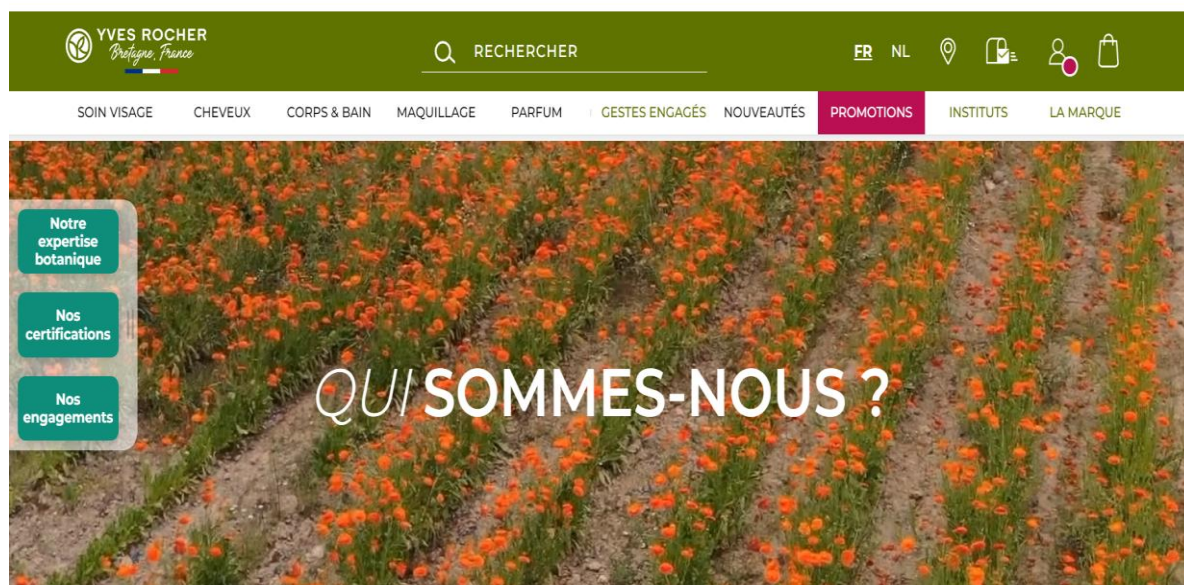 YVES ROCHER
Bretagne, France
RECHERCHER
FR NL
SOIN VISAGE CHEVEUX CORPS & BAIN MAQUILLAGE PARFUM GESTES ENGAGÉS NOUVEAUTÉS PROMOTIONS INSTITUTS LA MARQUE
Notre
expertise
botanique
Nos
certifications
Nos
engagements
QUI SOMMES-NOUS ?